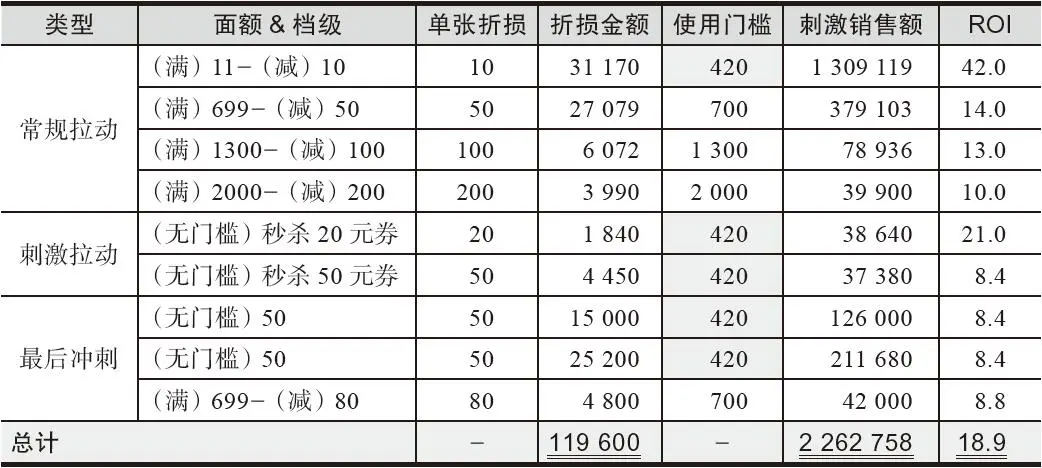 类型 面额＆档级 单张折损 折损金额 使用门槛 刺激销售额 ROI
常规拉动
（满）11-（减）10 10 31 170 420 1 309 119 42.0
（满）699-（减）50 50 27 079 700 379 103 14.0
（满）1300-（减）100 100 6 072 1 300 78 936 13.0
（满）2000-（减）200 200 3 990 2 000 39 900 10.0
刺激拉动
（无门槛）秒杀 20 元券 20 1 840 420 38 640 21.0
（无门槛）秒杀 50 元券 50 4 450 420 37 380 8.4
最后冲刺
（无门槛）50 50 15 000 420 126 000 8.4
（无门槛）50 50 25 200 420 211 680 8.4
（满）699-（减）80 80 4 800 700 42 000 8.8
总计 - 119 600 - 2 262 758 18.9